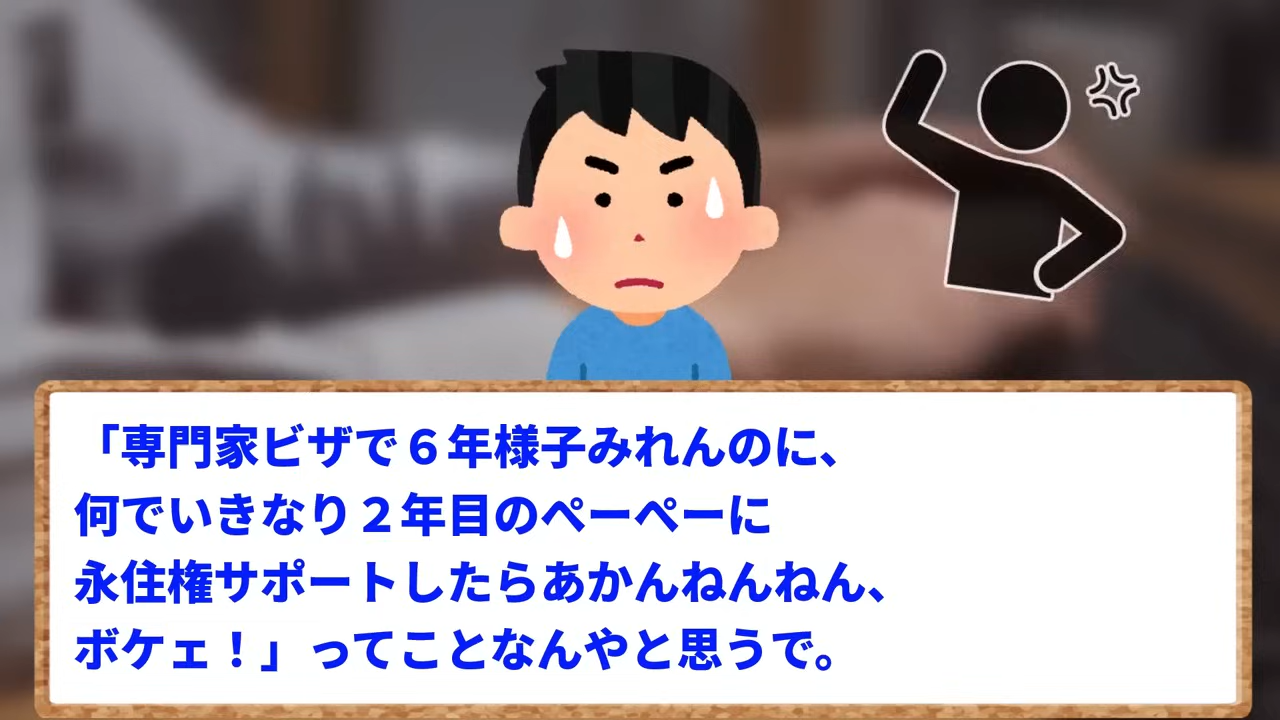 「専門家ビザで６年様子みれんのに、
何でいきなり２年目のぺーぺーに
永住権サポートしたらあかんねんねん、
ボケェ！」ってことなんやと思うで。